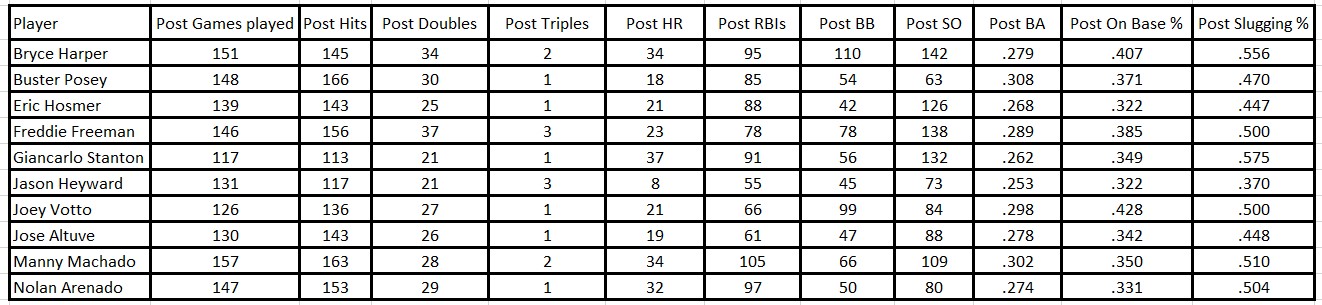 Player Post Games played Post Hits Post Doubles Post Triples Post HR Post RBIs Post BB Post SO Post BA Post On Base % Post Slugging %
Bryce Harper 151 145 34 2 34 95 110 142 .279 .407 .556
Buster Posey 148 166 30 1 18 85 54 63 .308 .371 .470
Eric Hosmer 139 143 25 1 21 88 42 126 .268 .322 .447
Freddie Freeman 146 156 37 3 23 78 78 138 .289 .385 .500
Giancarlo Stanton 117 113 21 1 37 91 56 132 .262 .349 .575
Jason Heyward 131 117 21 3 8 55 45 73 .253 .322 .370
Joey Votto 126 136 27 1 21 66 99 84 .298 .428 .500
Jose Altuve 130 143 26 1 19 61 47 88 .278 .342 .448
Manny Machado 157 163 28 2 34 105 66 109 .302 .350 .510
Nolan Arenado 147 153 29 1 32 97 50 80 .274 .331 .504